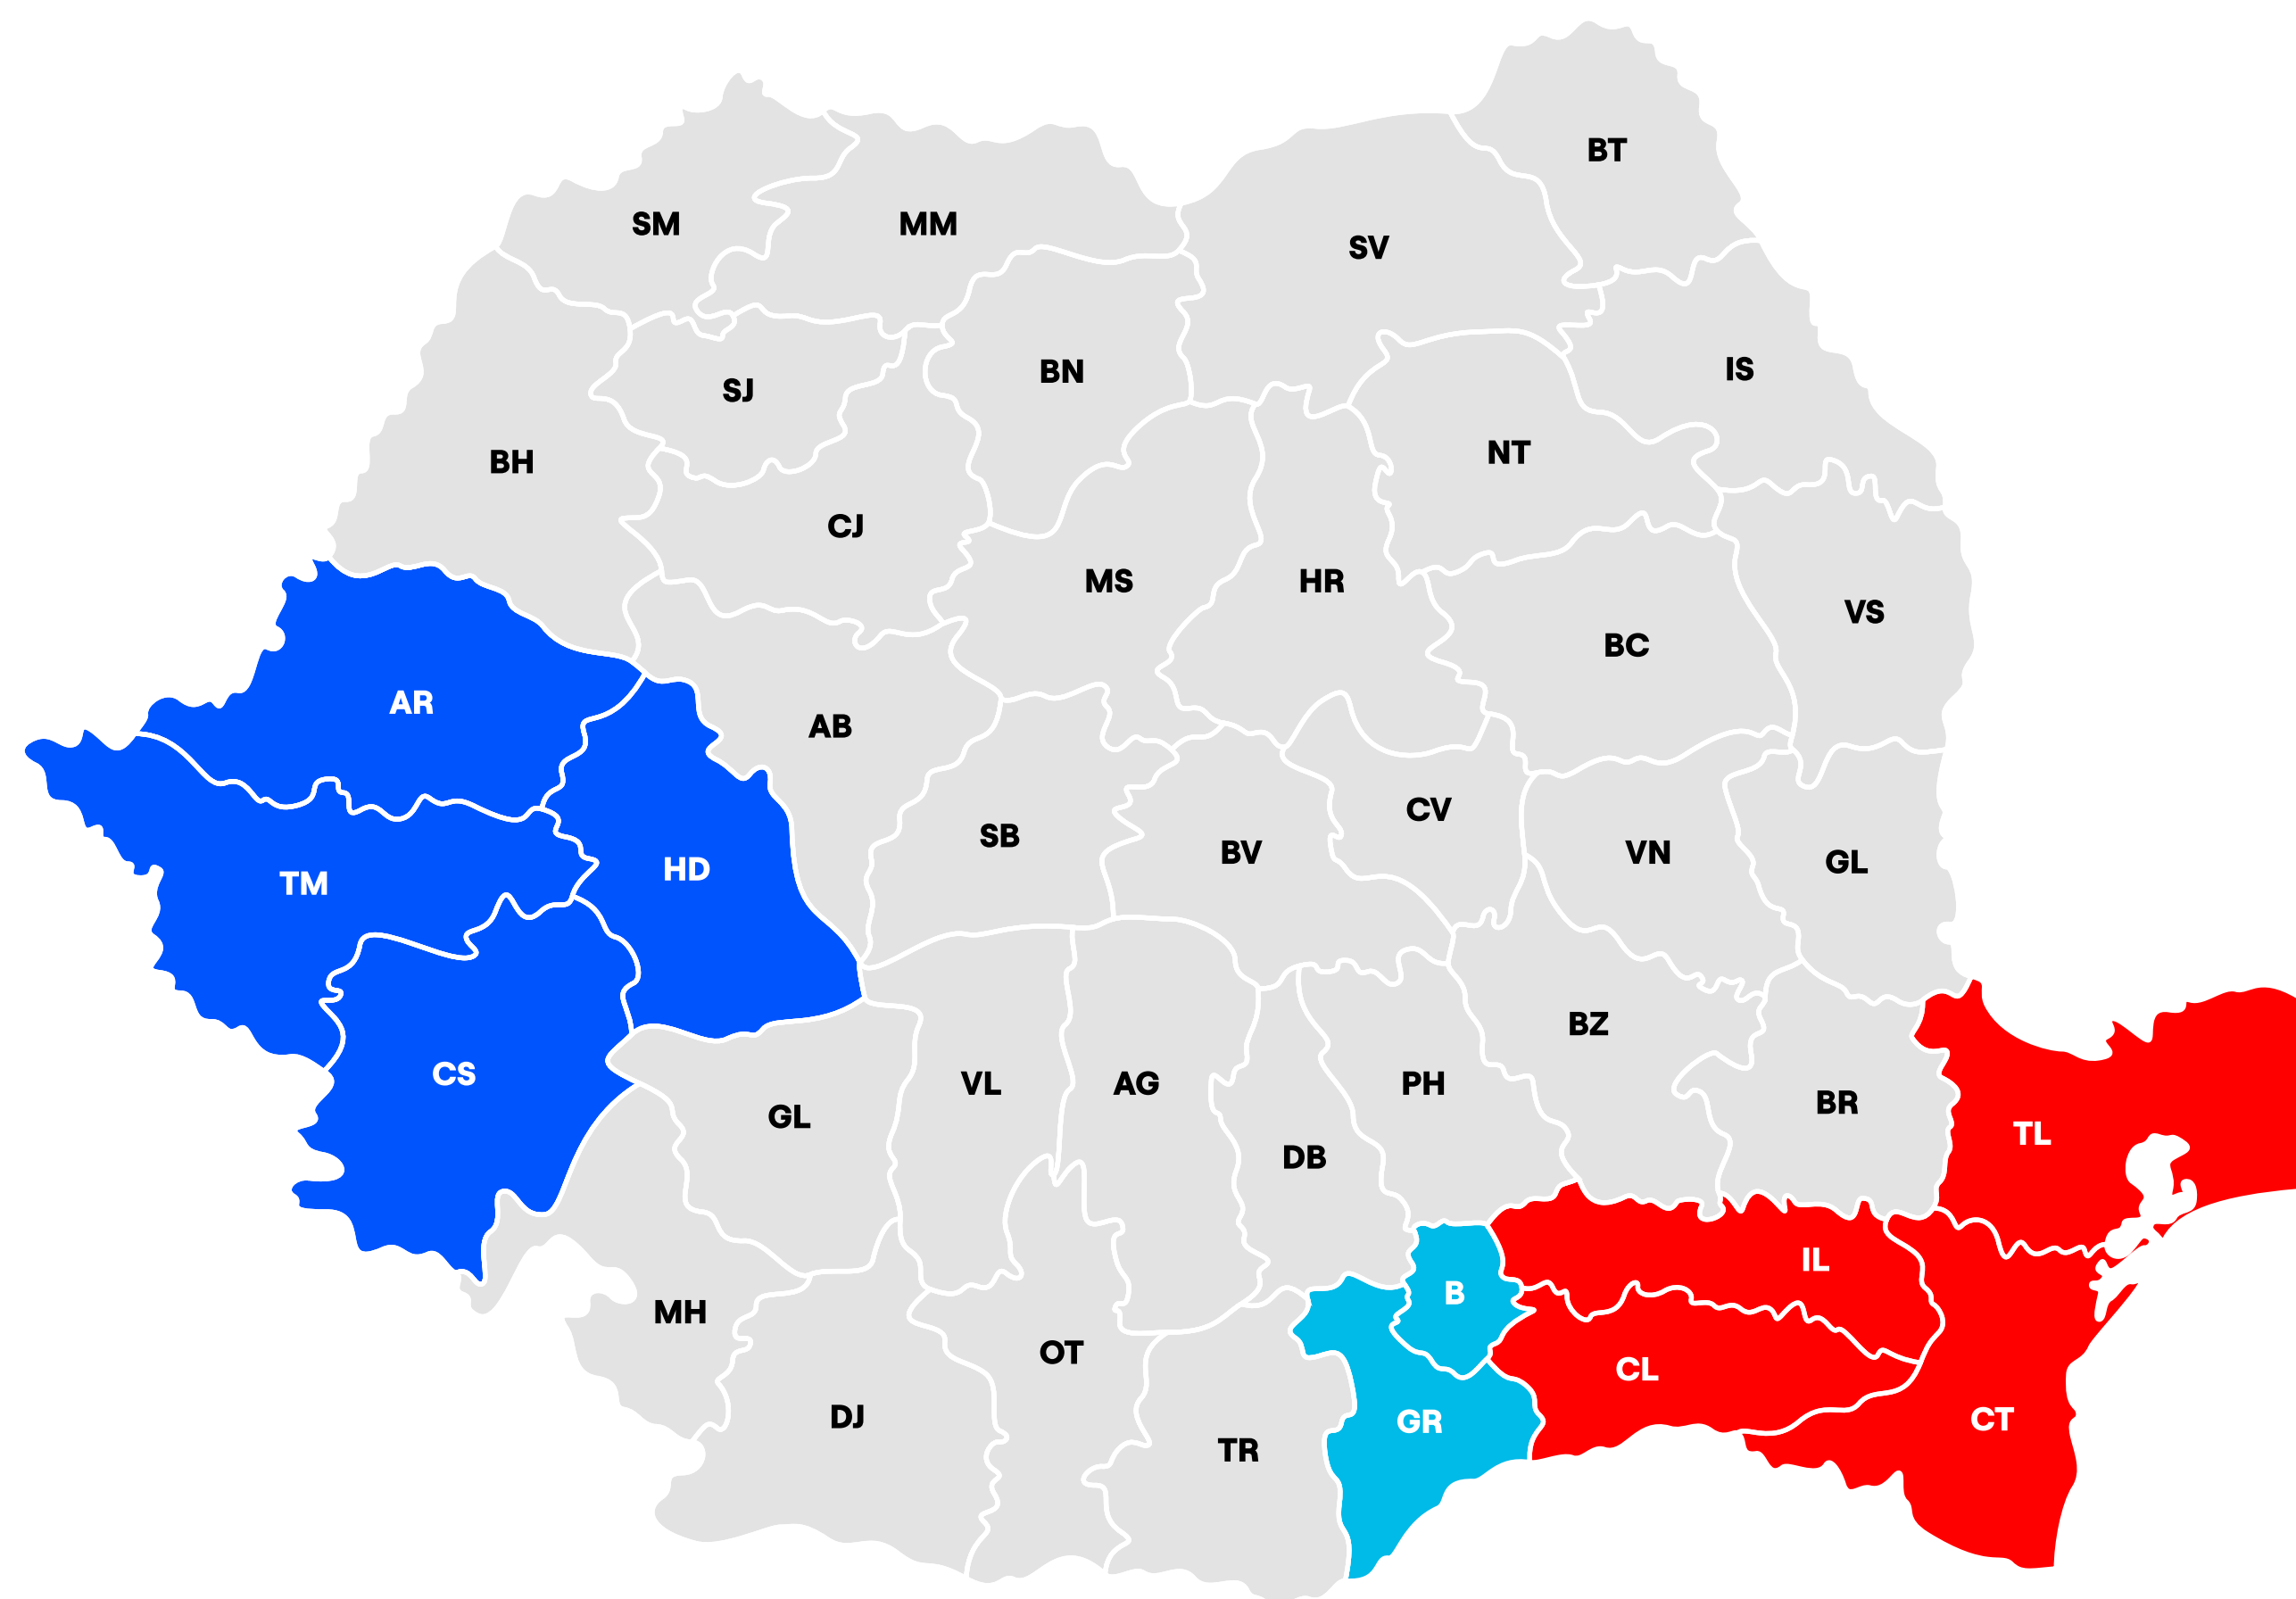 BT
SM
MM
SV
BN
IS
SJ
NT
BH
CJ
MS
HR
VS
BC
AR
AB
CV
SB
BV
VN
GL
HD
TM
BZ
CS
VL
AG
PH
BR
GL
TL
DB
IL
B
MH
OT
CL
DJ
GR
CT
TR